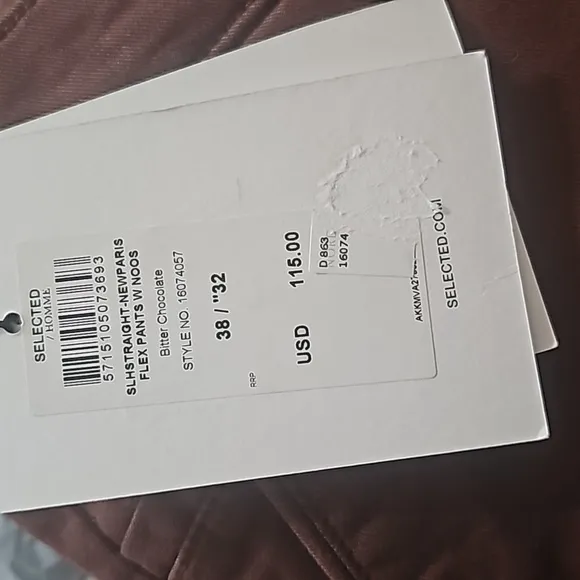 SELECTED
/ HOMME
5715105073693
SLHSTRAIGHT-NEWPARIS
FLEX PANTS W NOOS
Bitter Chocolate
STYLE NO. 16074057
38 / "32
RRP
USD 115.00
D 863
16074
SELECTED.COM